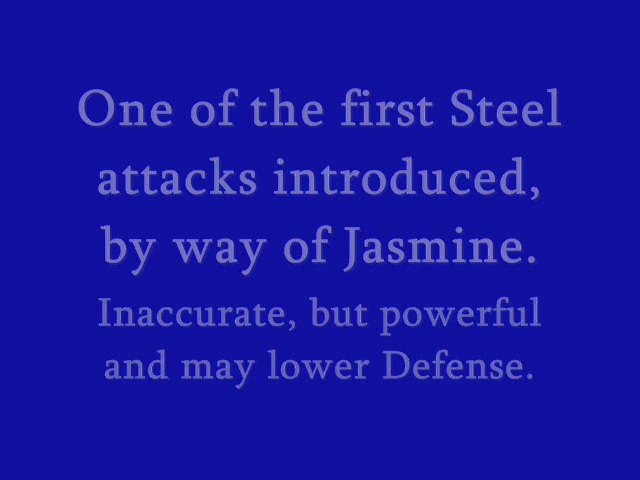 One of the first Steel
attacks introduced,
by way of Jasmine.
Inaccurate, but powerful
and may lower Defense.